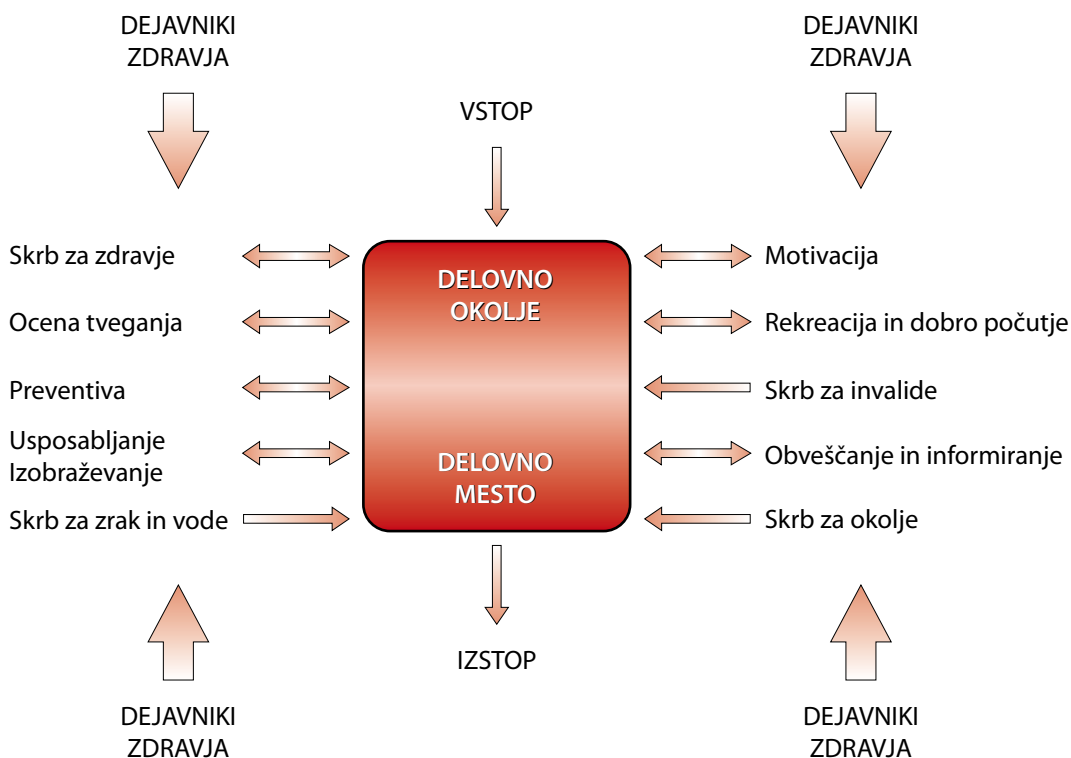 DEJAVNIKI
ZDRAVJA
DEJAVNIKI
ZDRAVJA
VSTOP
Skrb za zdravje
Ocena tveganja
Preventiva
Usposabljanje
Izobraževanje
Skrb za zrak in vode
DELOVNO
OKOLJE
DELOVNO
MESTO
Motivacija
Rekreacija in dobro počutje
Skrb za invalide
Obveščanje in informiranje
Skrb za okolje
IZSTOP
DEJAVNIKI
ZDRAVJA
DEJAVNIKI
ZDRAVJA